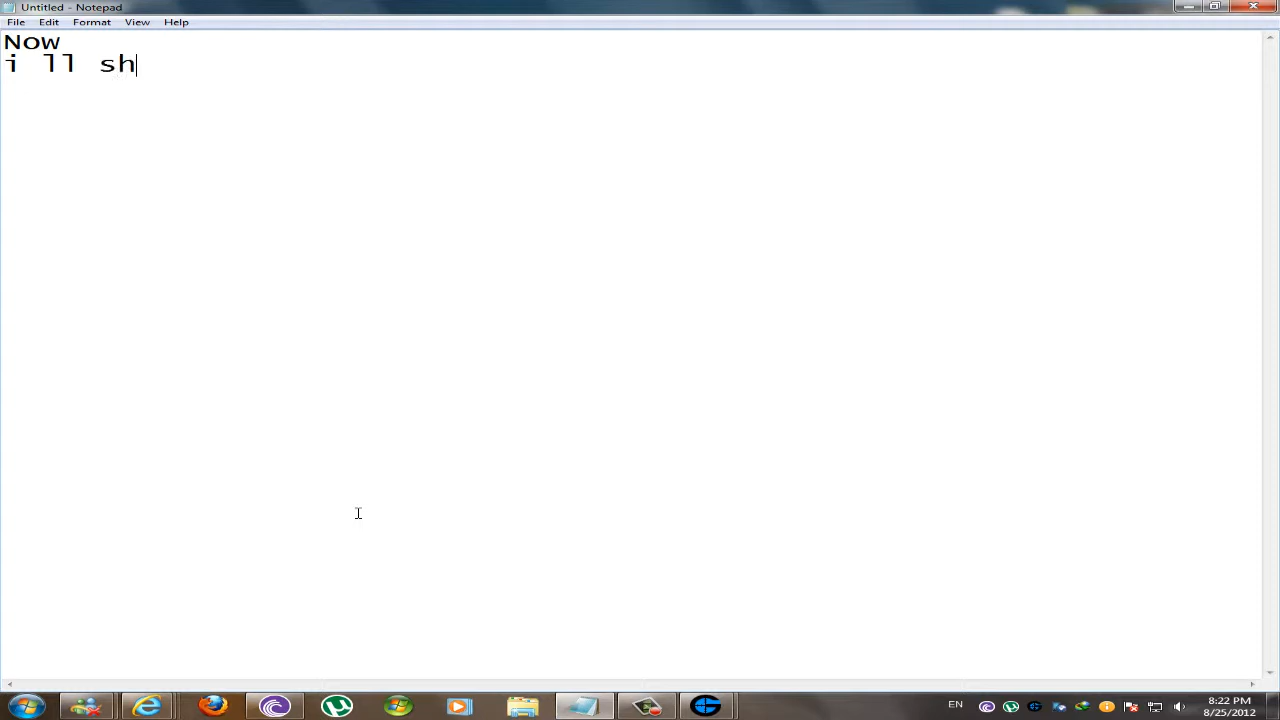 Untitled - Notepad
File Edit Format View Help
Now
i ll sh
EN
8:22 PM
8/25/2012